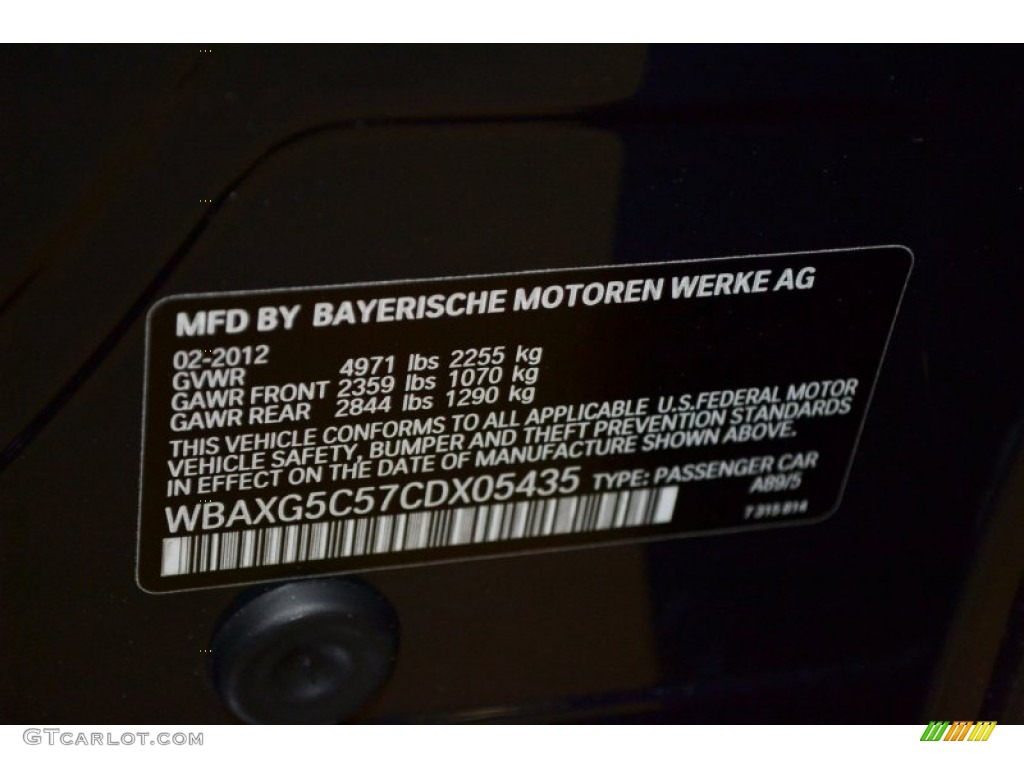 MFD BY BAYERISCHE MOTOREN WERKE AG
02-2012
GVWR 4971 lbs 2255 kg
GAWR FRONT 2359 lbs 1070 kg
GAWR REAR 2844 lbs 1290 kg
THIS VEHICLE CONFORMS TO ALL APPLICABLE U.S.FEDERAL MOTOR
VEHICLE SAFETY, BUMPER AND THEFT PREVENTION STANDARDS
IN EFFECT ON THE DATE OF MANUFACTURE SHOWN ABOVE.
WBAXG5C57CDX05435 TYPE: PASSENGER CAR
A89/5
GTCARLOT.COM